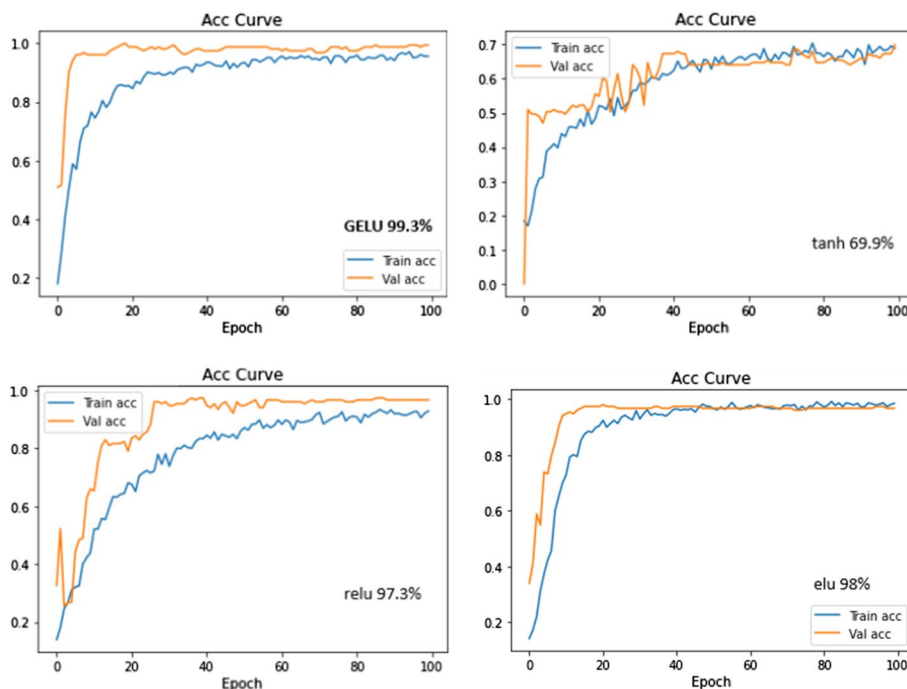 Acc Curve
1.0
0.8
0.6
0.4
0.2
GELU 99.3%
Train acc
Val acc
0 20 40 60 80 100
Epoch
Acc Curve
0.7
0.6
0.5
0.4
0.3
0.2
0.1
0.0
Train acc
Val acc
tanh 69.9%
0 20 40 60 80 100
Epoch
Acc Curve
1.0
0.8
0.6
0.4
0.2
Train acc
Val acc
relu 97.3%
0 20 40 60 80 100
Epoch
Acc Curve
1.0
0.8
0.6
0.4
0.2
elu 98%
Train acc
Val acc
0 20 40 60 80 100
Epoch